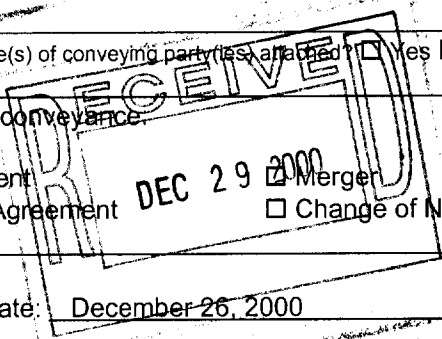 e(s) of conveying party(ies) attached? ☐ Yes
RECEIVED
conveyance:
ent ☐ Merger
DEC 29 2000
Agreement ☐ Change of N
ate: December 26, 2000